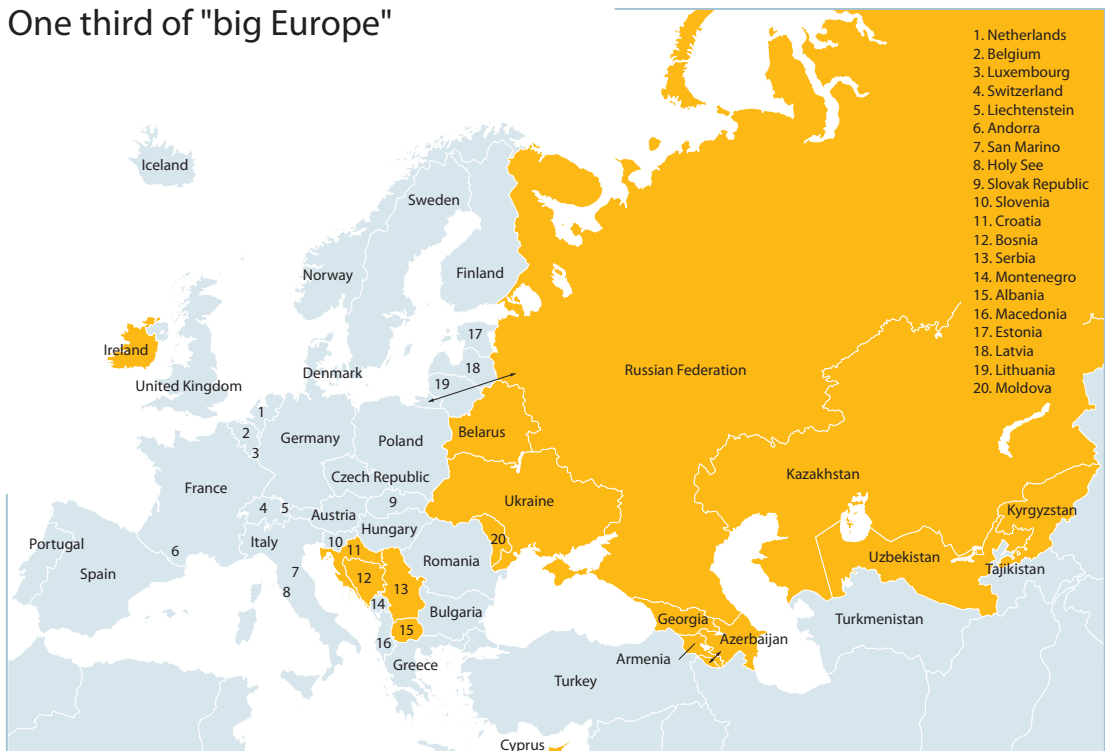 One third of "big Europe"
1. Netherlands
2. Belgium
3. Luxembourg
4. Switzerland
5. Liechtenstein
6. Andorra
7. San Marino
8. Holy See
9. Slovak Republic
10. Slovenia
11. Croatia
12. Bosnia
13. Serbia
14. Montenegro
15. Albania
16. Macedonia
17. Estonia
18. Latvia
19. Lithuania
20. Moldova
Iceland
Sweden
Norway
Finland
17
Ireland
Denmark
18
Russian Federation
United Kingdom
19
1
2
Germany
Poland
Belarus
3
Czech Republic
Kazakhstan
France
9
Ukraine
4
5
Austria
Kyrgyzstan
Hungary
Portugal
Italy
10
11
20
6
Romania
Uzbekistan
Tajikistan
Spain
7
12
13
8
14
Bulgaria
Georgia
Turkmenistan
15
16
Azerbaijan
Greece
Armenia
Turkey
Cyprus